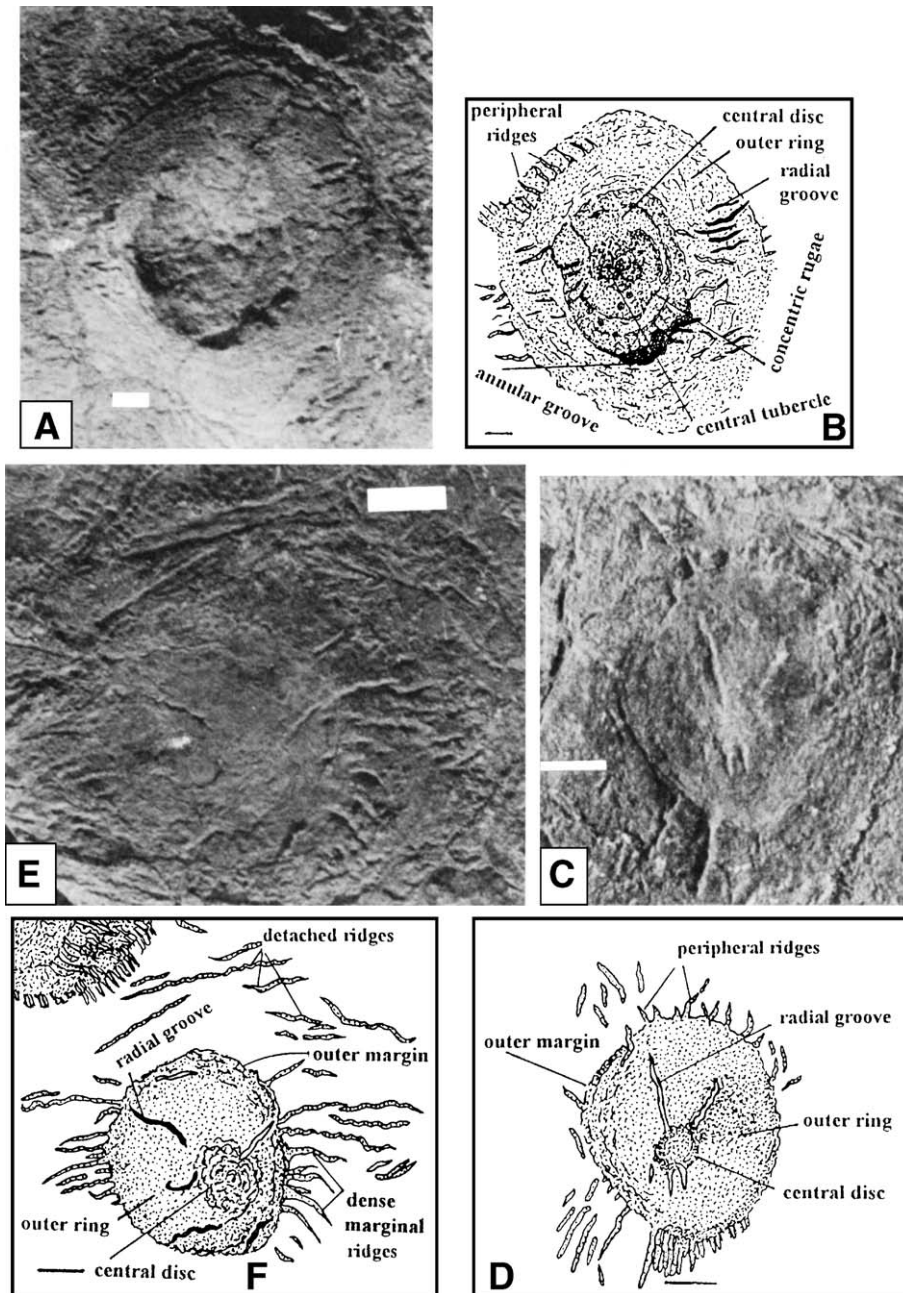 A
peripheral
ridges
central disc
outer ring
radial
groove
concentric rugae
annular groove
central tubercle
B
E
C
detached ridges
radial groove
outer margin
outer ring
dense
marginal
ridges
central disc
F
peripheral ridges
outer margin
radial groove
outer ring
central disc
D